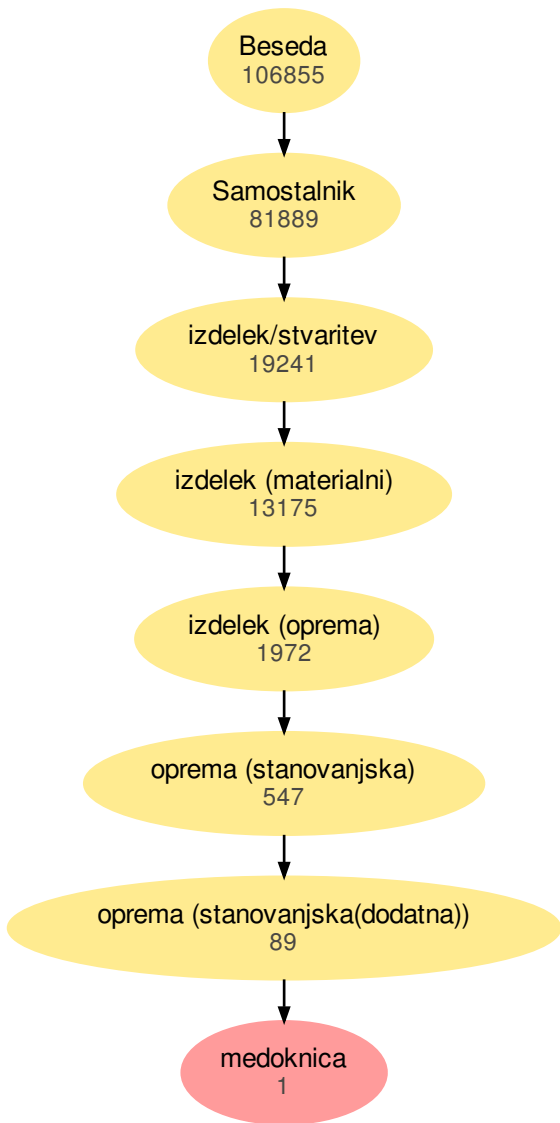 Beseda
106855
Samostalnik
81889
izdelek/stvaritev
19241
izdelek (materialni)
13175
izdelek (oprema)
1972
oprema (stanovanjska)
547
oprema (stanovanjska(dodatna))
89
medoknica
1